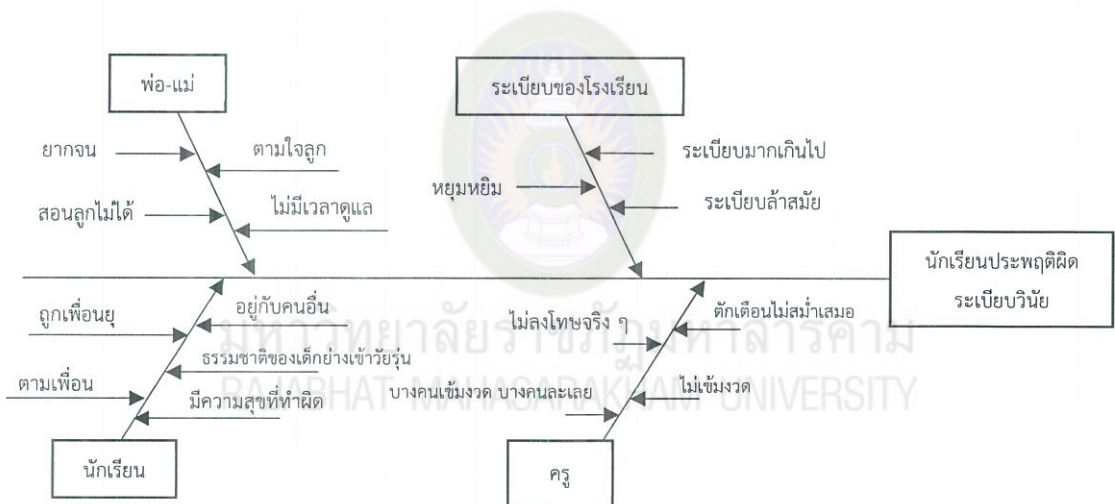 พ่อ-แม่
ระเบียบของโรงเรียน
ยากจน
ตามใจลูก
ระเบียบมากเกินไป
หยุมหยิม
สอนลูกไม่ได้
ไม่มีเวลาดูแล
ระเบียบล้าสมัย
นักเรียนประพฤติผิด
ระเบียบวินัย
ถูกเพื่อนยุ
อยู่กับคนอื่น
ไม่ลงโทษจริง ๆ
ตักเตือนไม่สม่ำเสมอ
มหาวิทยาลัยราชภัฏมหาสารคาม
ธรรมชาติของเด็กย่างเข้าวัยรุ่น
ตามเพื่อน
บางคนเข้มงวด บางคนละเลย
ไม่เข้มงวด
RAJABHAT MAHASARAKHAM UNIVERSITY
มีความสุขที่ทำผิด
นักเรียน
ครู